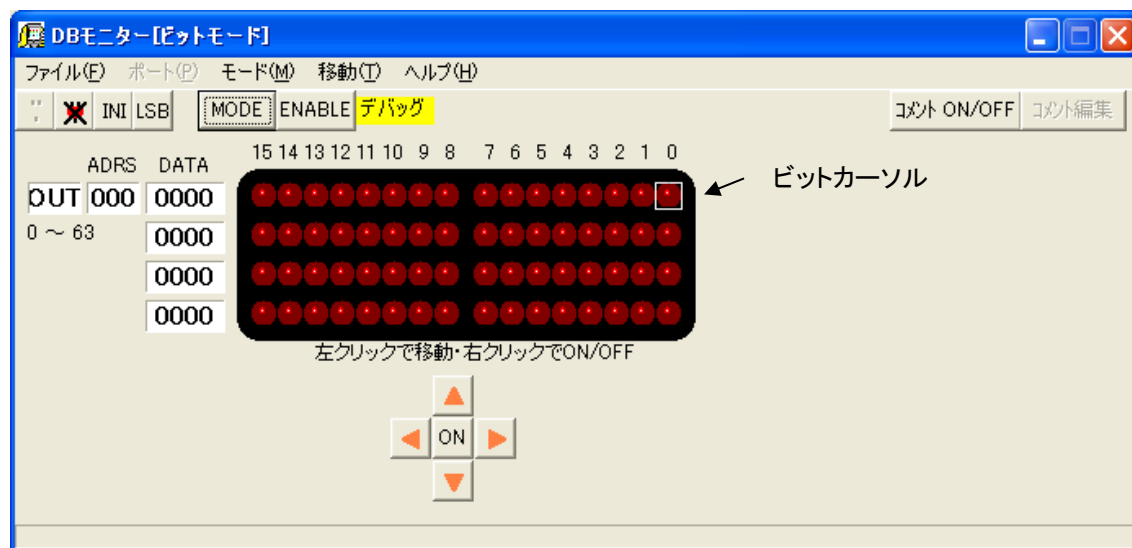 DBモニター[ビットモード]
ファイル(F) ポート(P) モード(M) 移動(T) ヘルプ(H)
INI LSB MODE ENABLE デバッグ コメント ON/OFF コメント編集
15 14 13 12 11 10 9 8 7 6 5 4 3 2 1 0
ADRS DATA
OUT 000 0000
ビットカーソル
0 ～ 63 0000
0000
0000
左クリックで移動・右クリックでON/OFF
ON